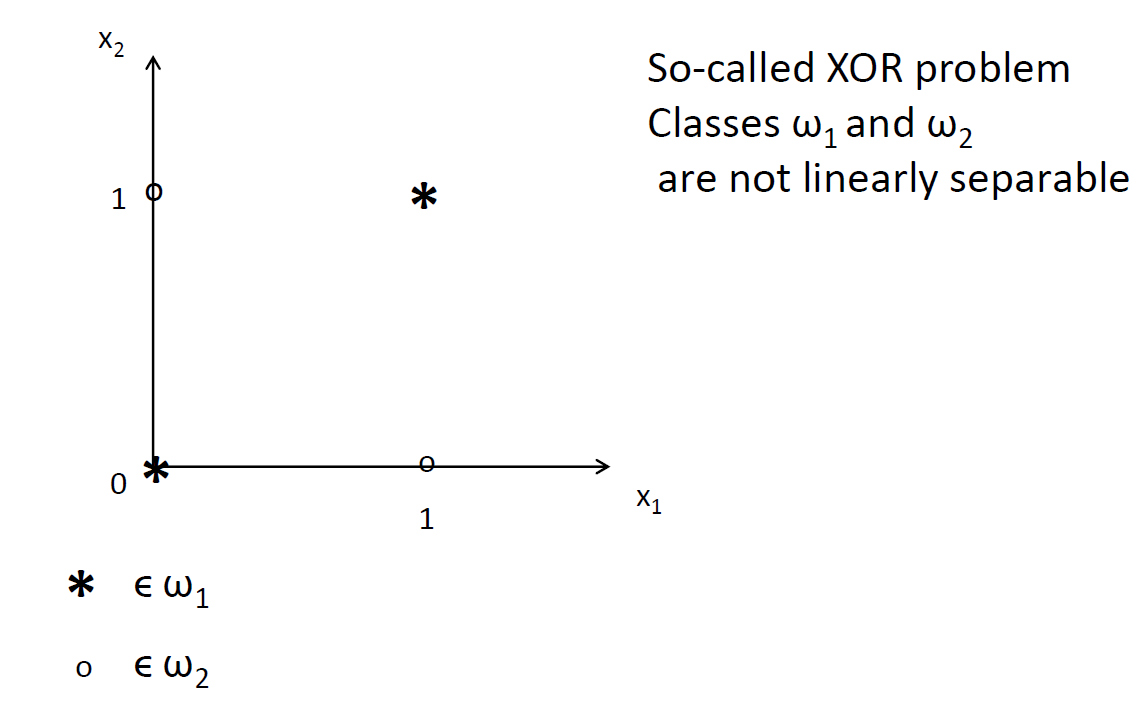 x₂
So-called XOR problem
Classes ω₁ and ω₂
are not linearly separable
1 o *
0 * o
x₁
1
* ϵ ω₁
o ϵ ω₂